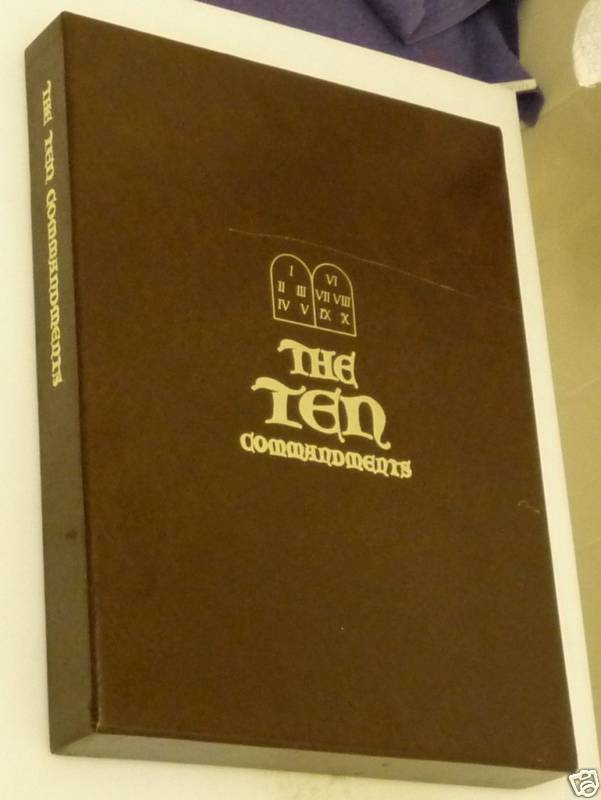 THE TEN COMMANDMENTS
I VI
II III VII VIII
IV V IX X
THE
TEN
COMMANDMENTS